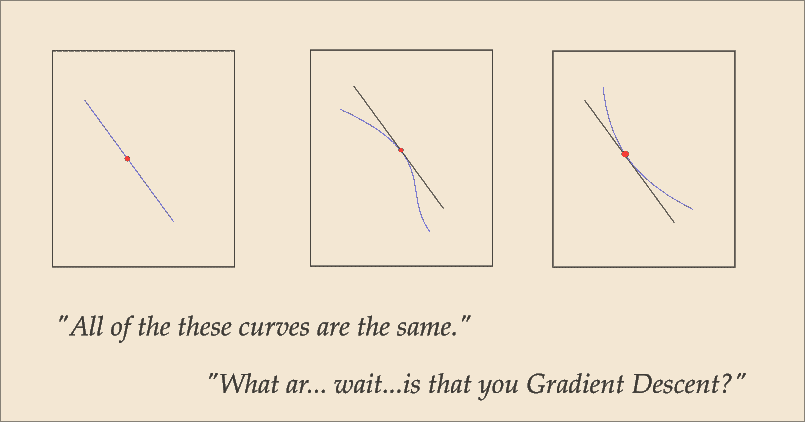 "All of the these curves are the same."
"What ar... wait...is that you Gradient Descent?"